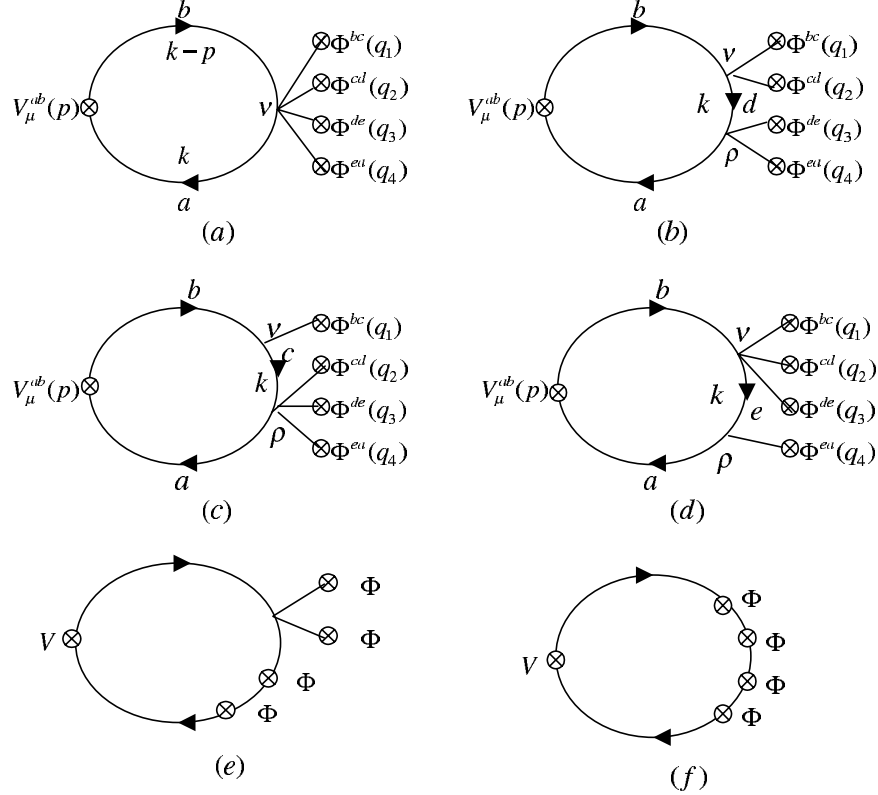 b
k − p
V_μ^{ab}(p)
ν
k
a
Φ^{bc}(q_1)
Φ^{cd}(q_2)
Φ^{de}(q_3)
Φ^{ea}(q_4)
(a)
b
V_μ^{ab}(p)
ν
k d
ρ
a
Φ^{bc}(q_1)
Φ^{cd}(q_2)
Φ^{de}(q_3)
Φ^{ea}(q_4)
(b)
b
V_μ^{ab}(p)
ν
c
k
ρ
a
Φ^{bc}(q_1)
Φ^{cd}(q_2)
Φ^{de}(q_3)
Φ^{ea}(q_4)
(c)
b
V_μ^{ab}(p)
ν
k
e
ρ
a
Φ^{bc}(q_1)
Φ^{cd}(q_2)
Φ^{de}(q_3)
Φ^{ea}(q_4)
(d)
V
Φ
Φ
Φ
Φ
(e)
V
Φ
Φ
Φ
Φ
(f)